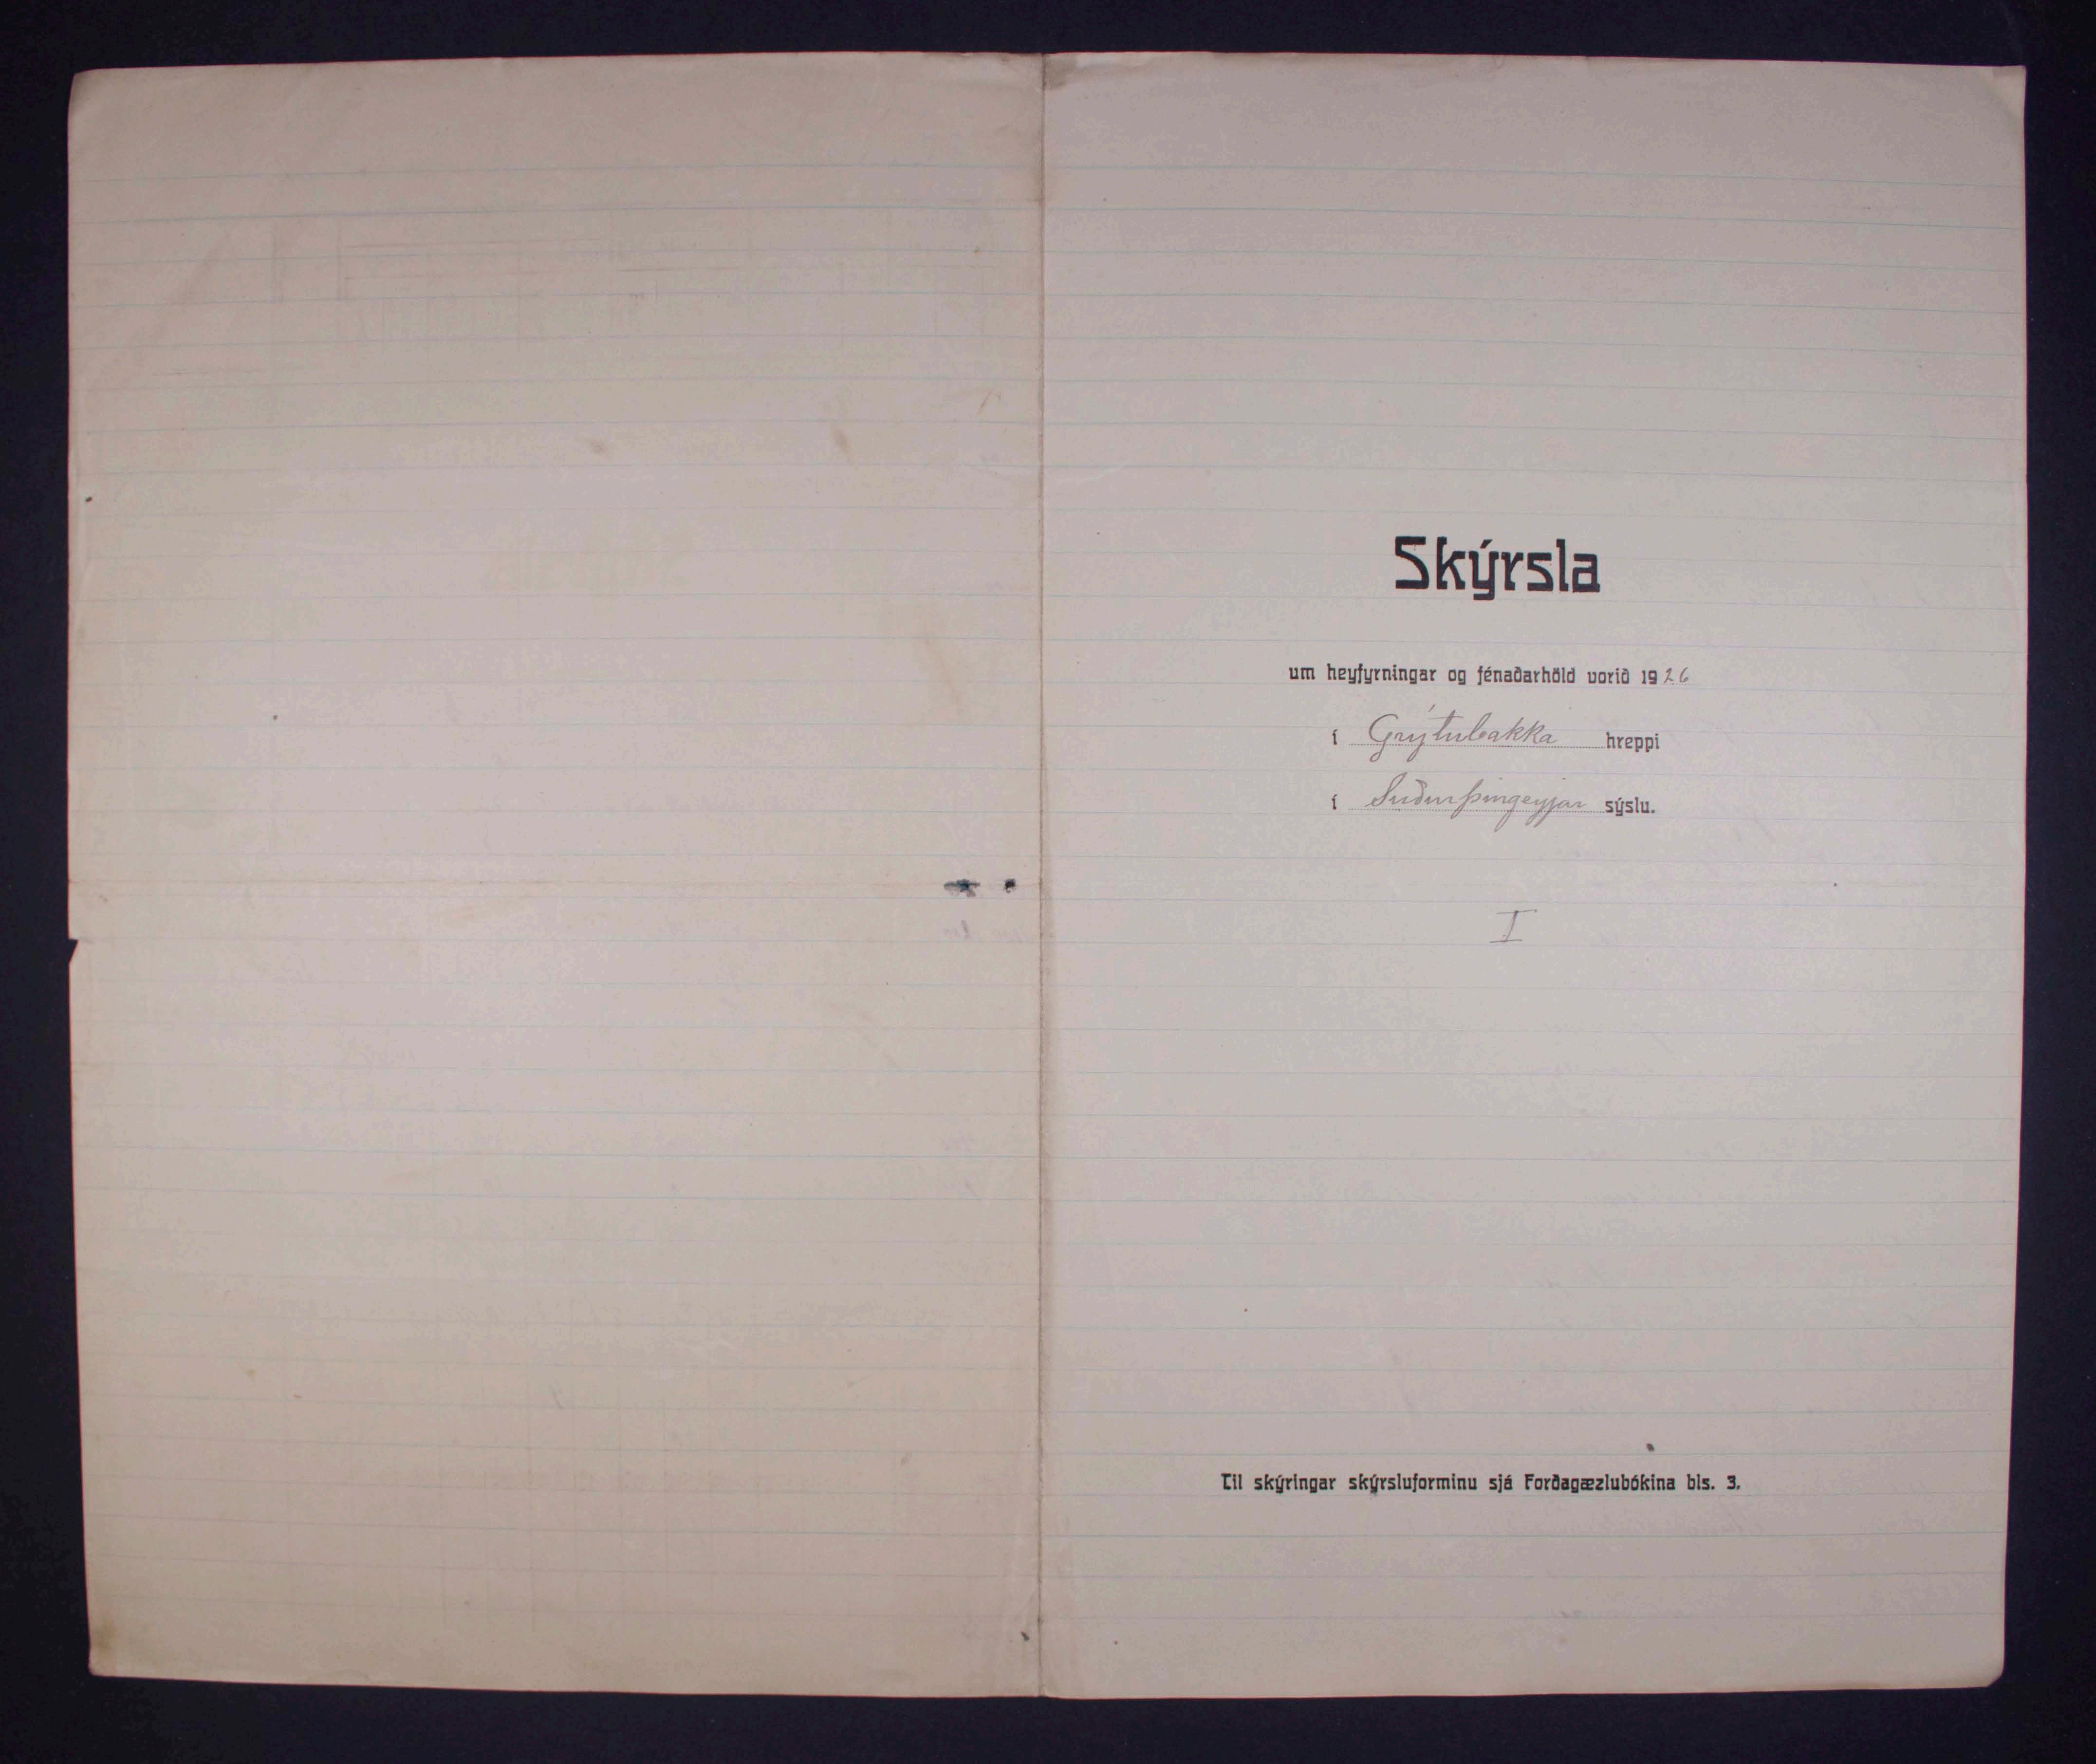 Skýrsla
um heyfyrningar og fénaðarhöld vorið 1926
í Grýtubakka hreppi
í Suðurþingeyjar sýslu.
I
Til skýringar skýrsluforminu sjá Forðagæzlubókina bls. 3.